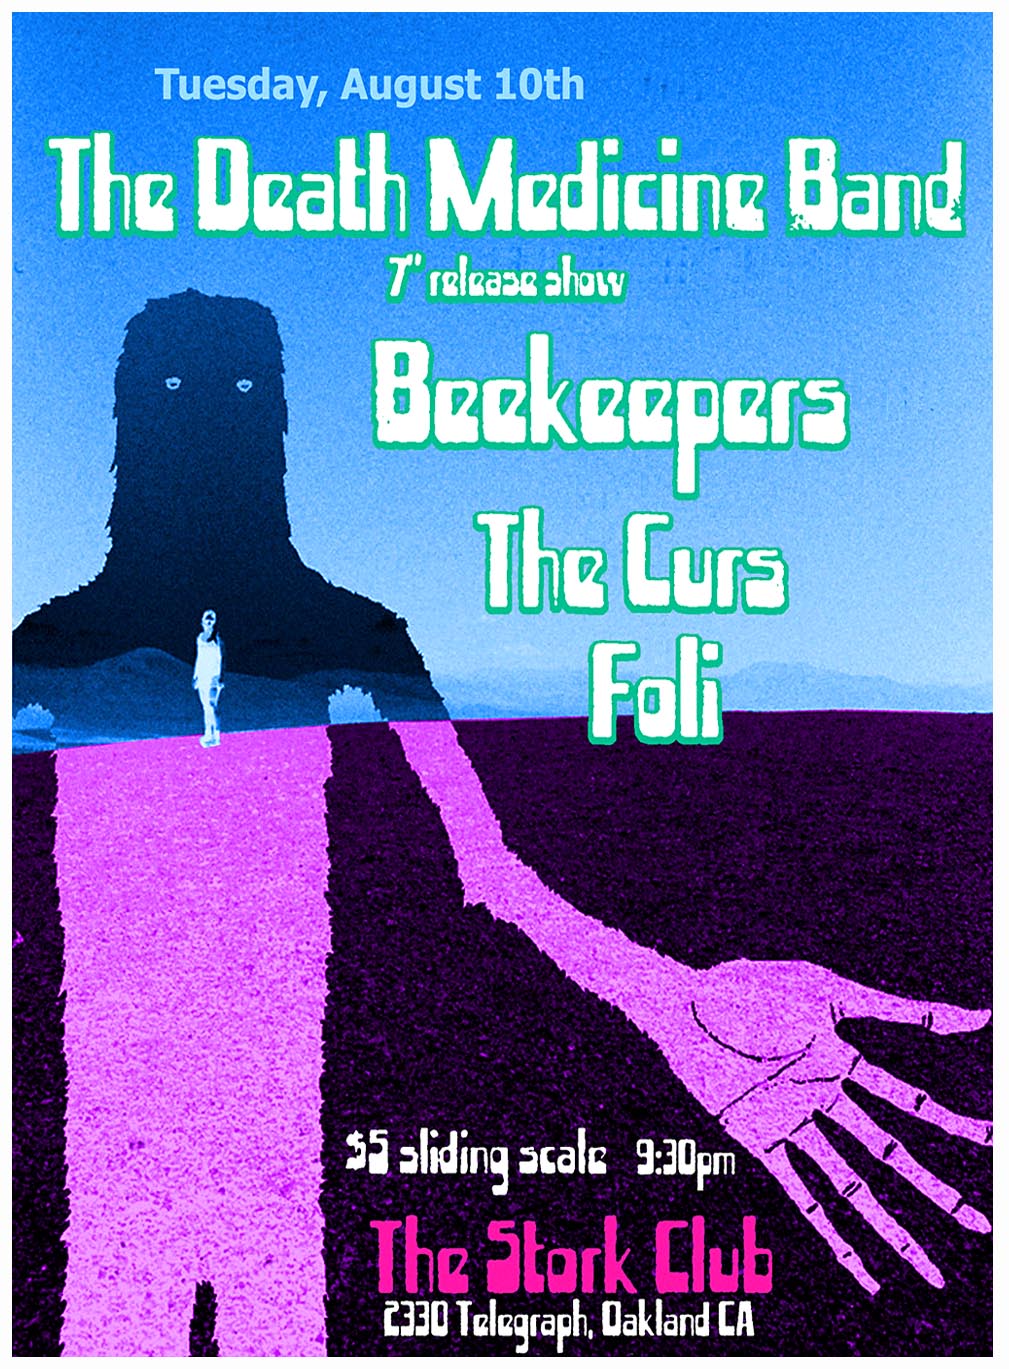 Tuesday, August 10th
The Death Medicine Band
7" release show
Beekeepers
The Curs
Foli
$5 sliding scale 9:30pm
The Stork Club
2330 Telegraph, Oakland CA